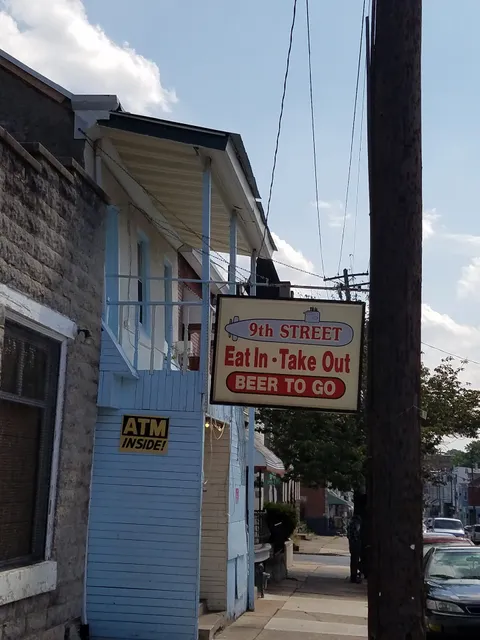 9th STREET
Eat In · Take Out
BEER TO GO
ATM
INSIDE!